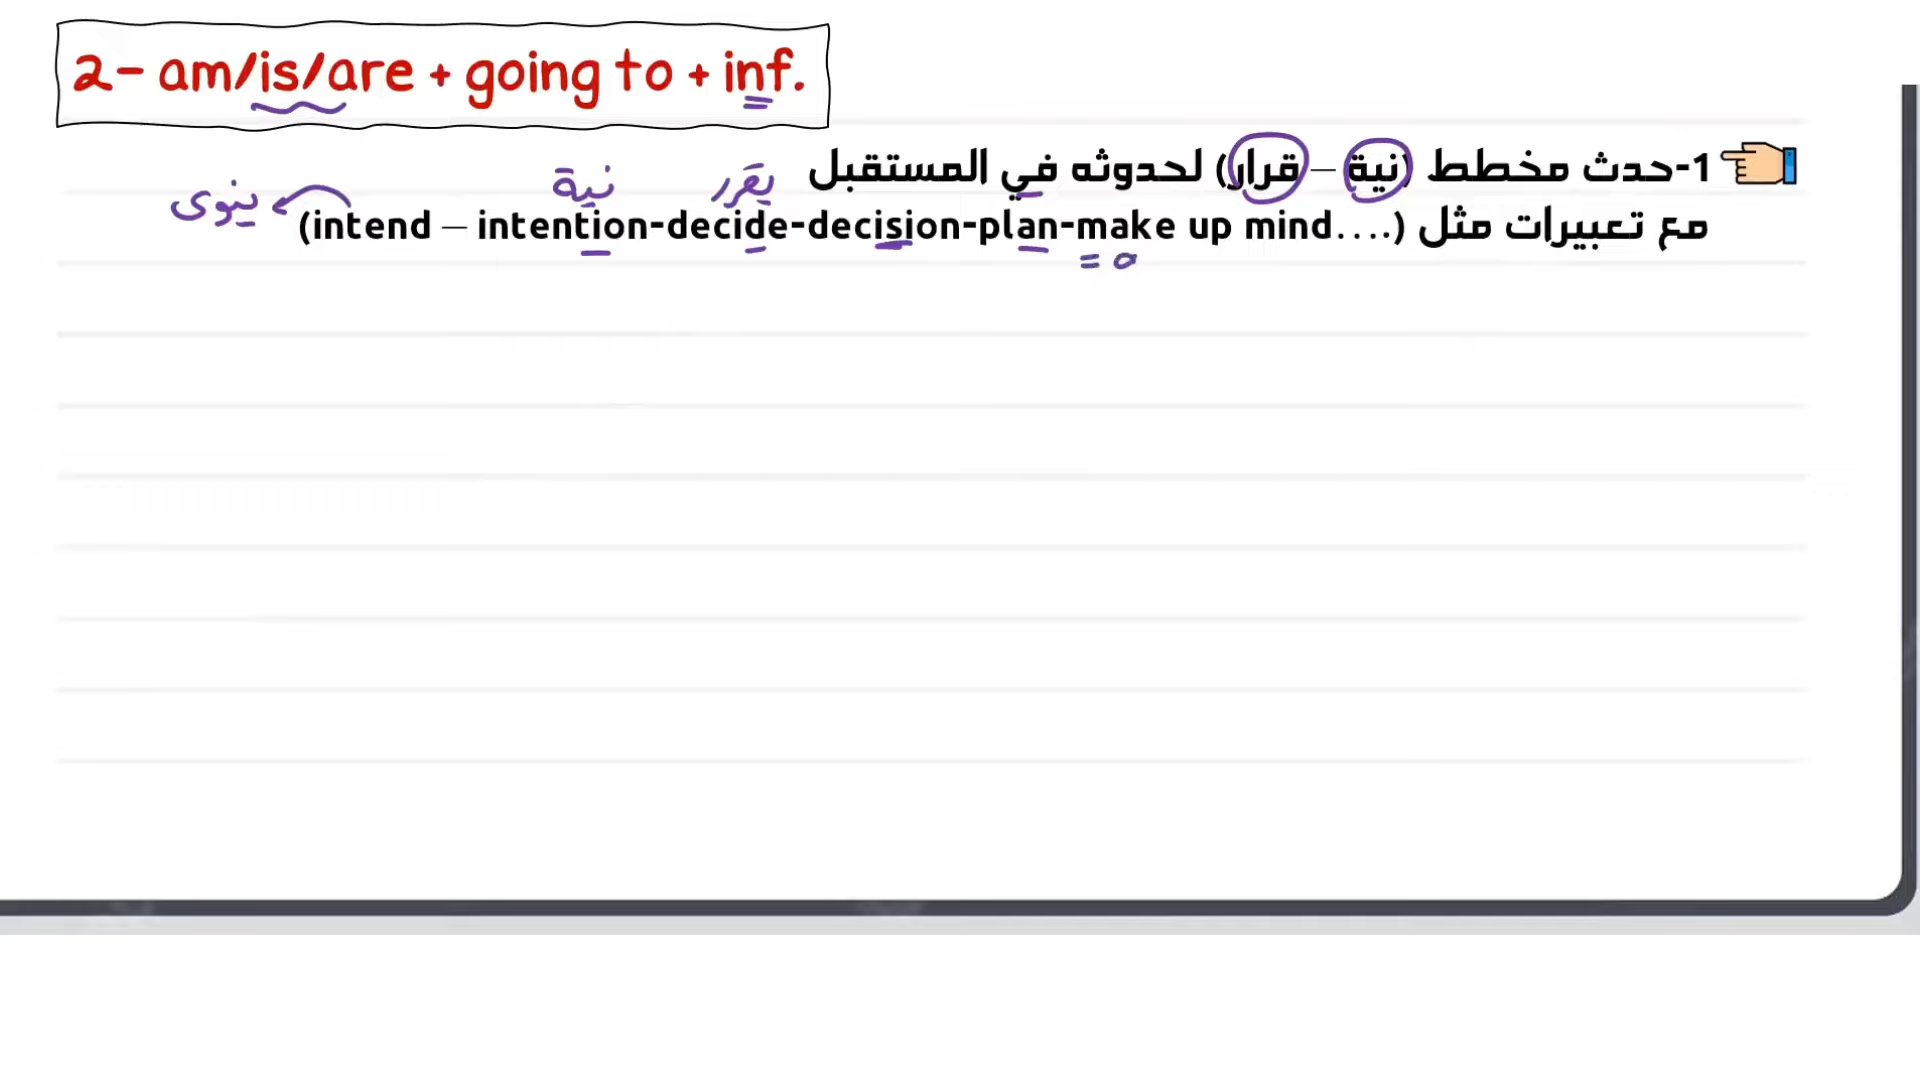 2- am/is/are + going to + inf.
1-حدث مخطط (نية – قرار) لحدوثه في المستقبل
ينوى نية يقرر
مع تعبيرات مثل (intend – intention-decide-decision-plan-make up mind....)